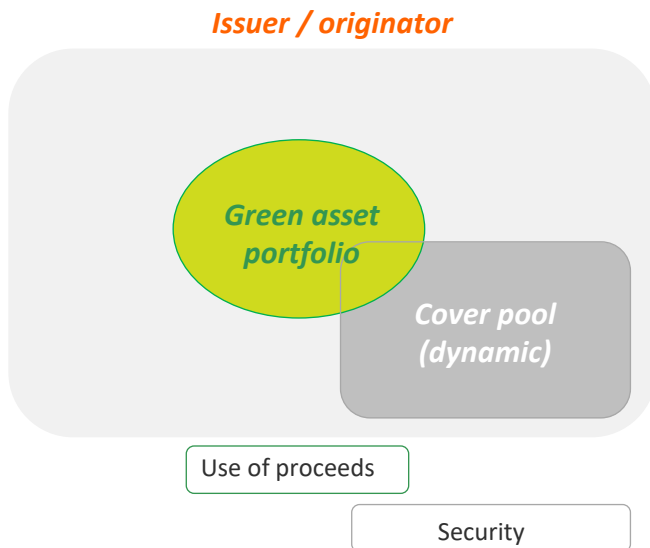 Issuer / originator
Green asset
portfolio
Cover pool
(dynamic)
Use of proceeds
Security